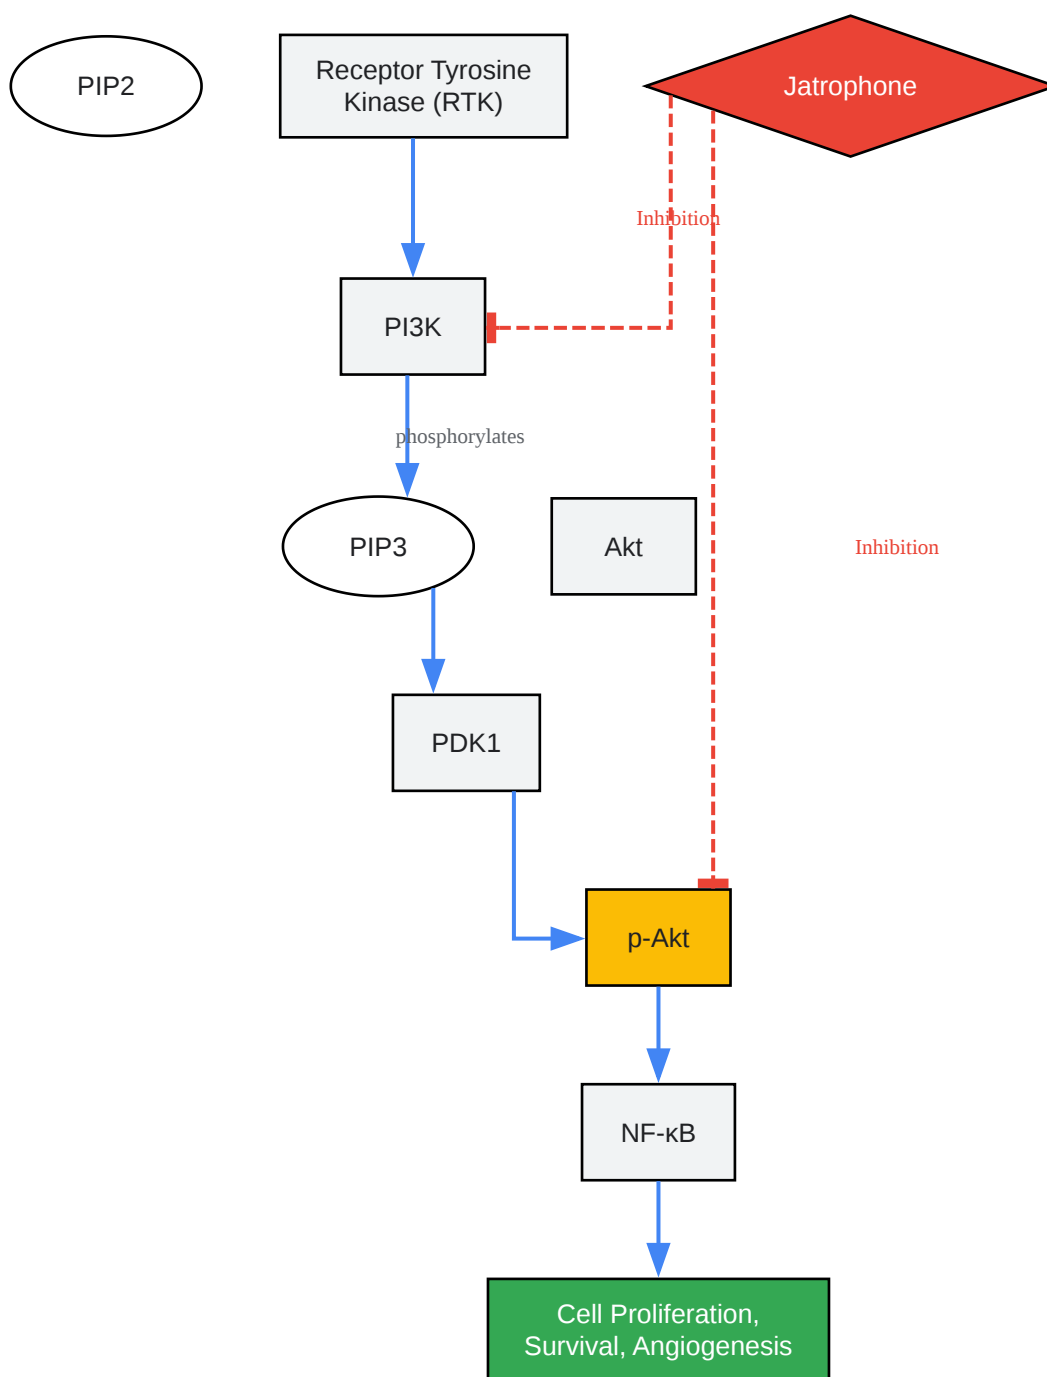 PIP2
Receptor Tyrosine
Kinase (RTK)
Jatrophone
Inhibition
PI3K
phosphorylates
PIP3
Akt
Inhibition
PDK1
p-Akt
NF-κB
Cell Proliferation,
Survival, Angiogenesis